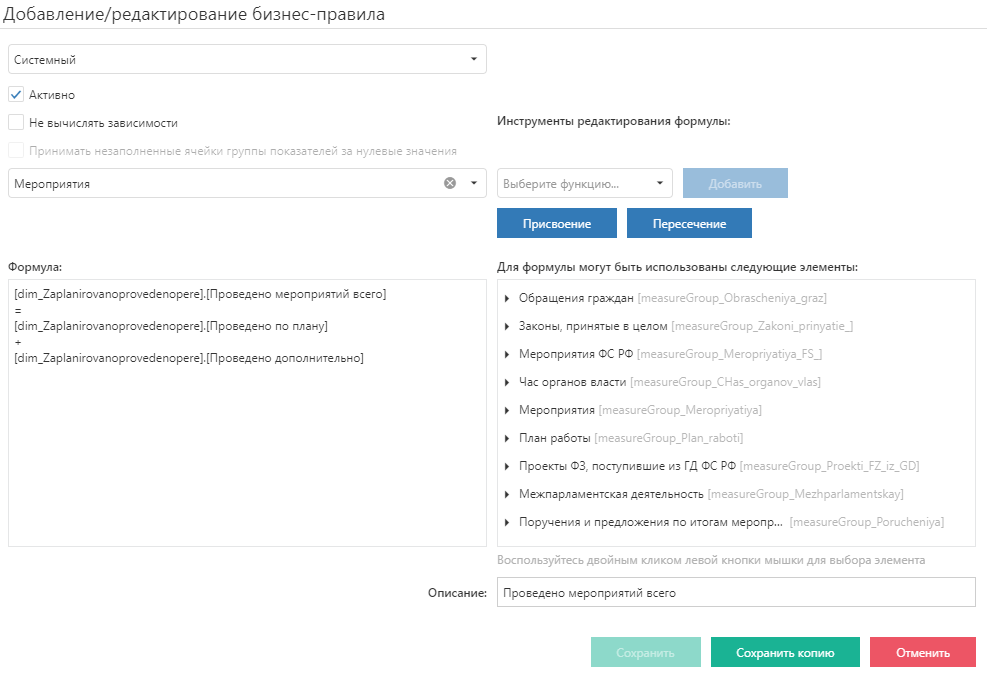 Добавление/редактирование бизнес-правила
Системный
Активно
Не вычислять зависимости
Инструменты редактирования формулы:
Принимать незаполненные ячейки группы показателей за нулевые значения
Мероприятия
Выберите функцию...
Добавить
Присвоение
Пересечение
Формула:
[dim_Zaplanirovanoprovedenopere].[Проведено мероприятий всего]
=
[dim_Zaplanirovanoprovedenopere].[Проведено по плану]
+
[dim_Zaplanirovanoprovedenopere].[Проведено дополнительно]
Для формулы могут быть использованы следующие элементы:
Обращения граждан [measureGroup_Obrascheniya_graz]
Законы, принятые в целом [measureGroup_Zakoni_prinyatie_]
Мероприятия ФС РФ [measureGroup_Meropriyatiya_FS_]
Час органов власти [measureGroup_CHas_organov_vlas]
Мероприятия [measureGroup_Meropriyatiya]
План работы [measureGroup_Plan_raboti]
Проекты ФЗ, поступившие из ГД ФС РФ [measureGroup_Proekti_FZ_iz_GD]
Межпарламентская деятельность [measureGroup_Mezhparlamentskay]
Поручения и предложения по итогам меропр... [measureGroup_Porucheniya]
Воспользуйтесь двойным кликом левой кнопки мышки для выбора элемента
Описание:
Проведено мероприятий всего
Сохранить
Сохранить копию
Отменить